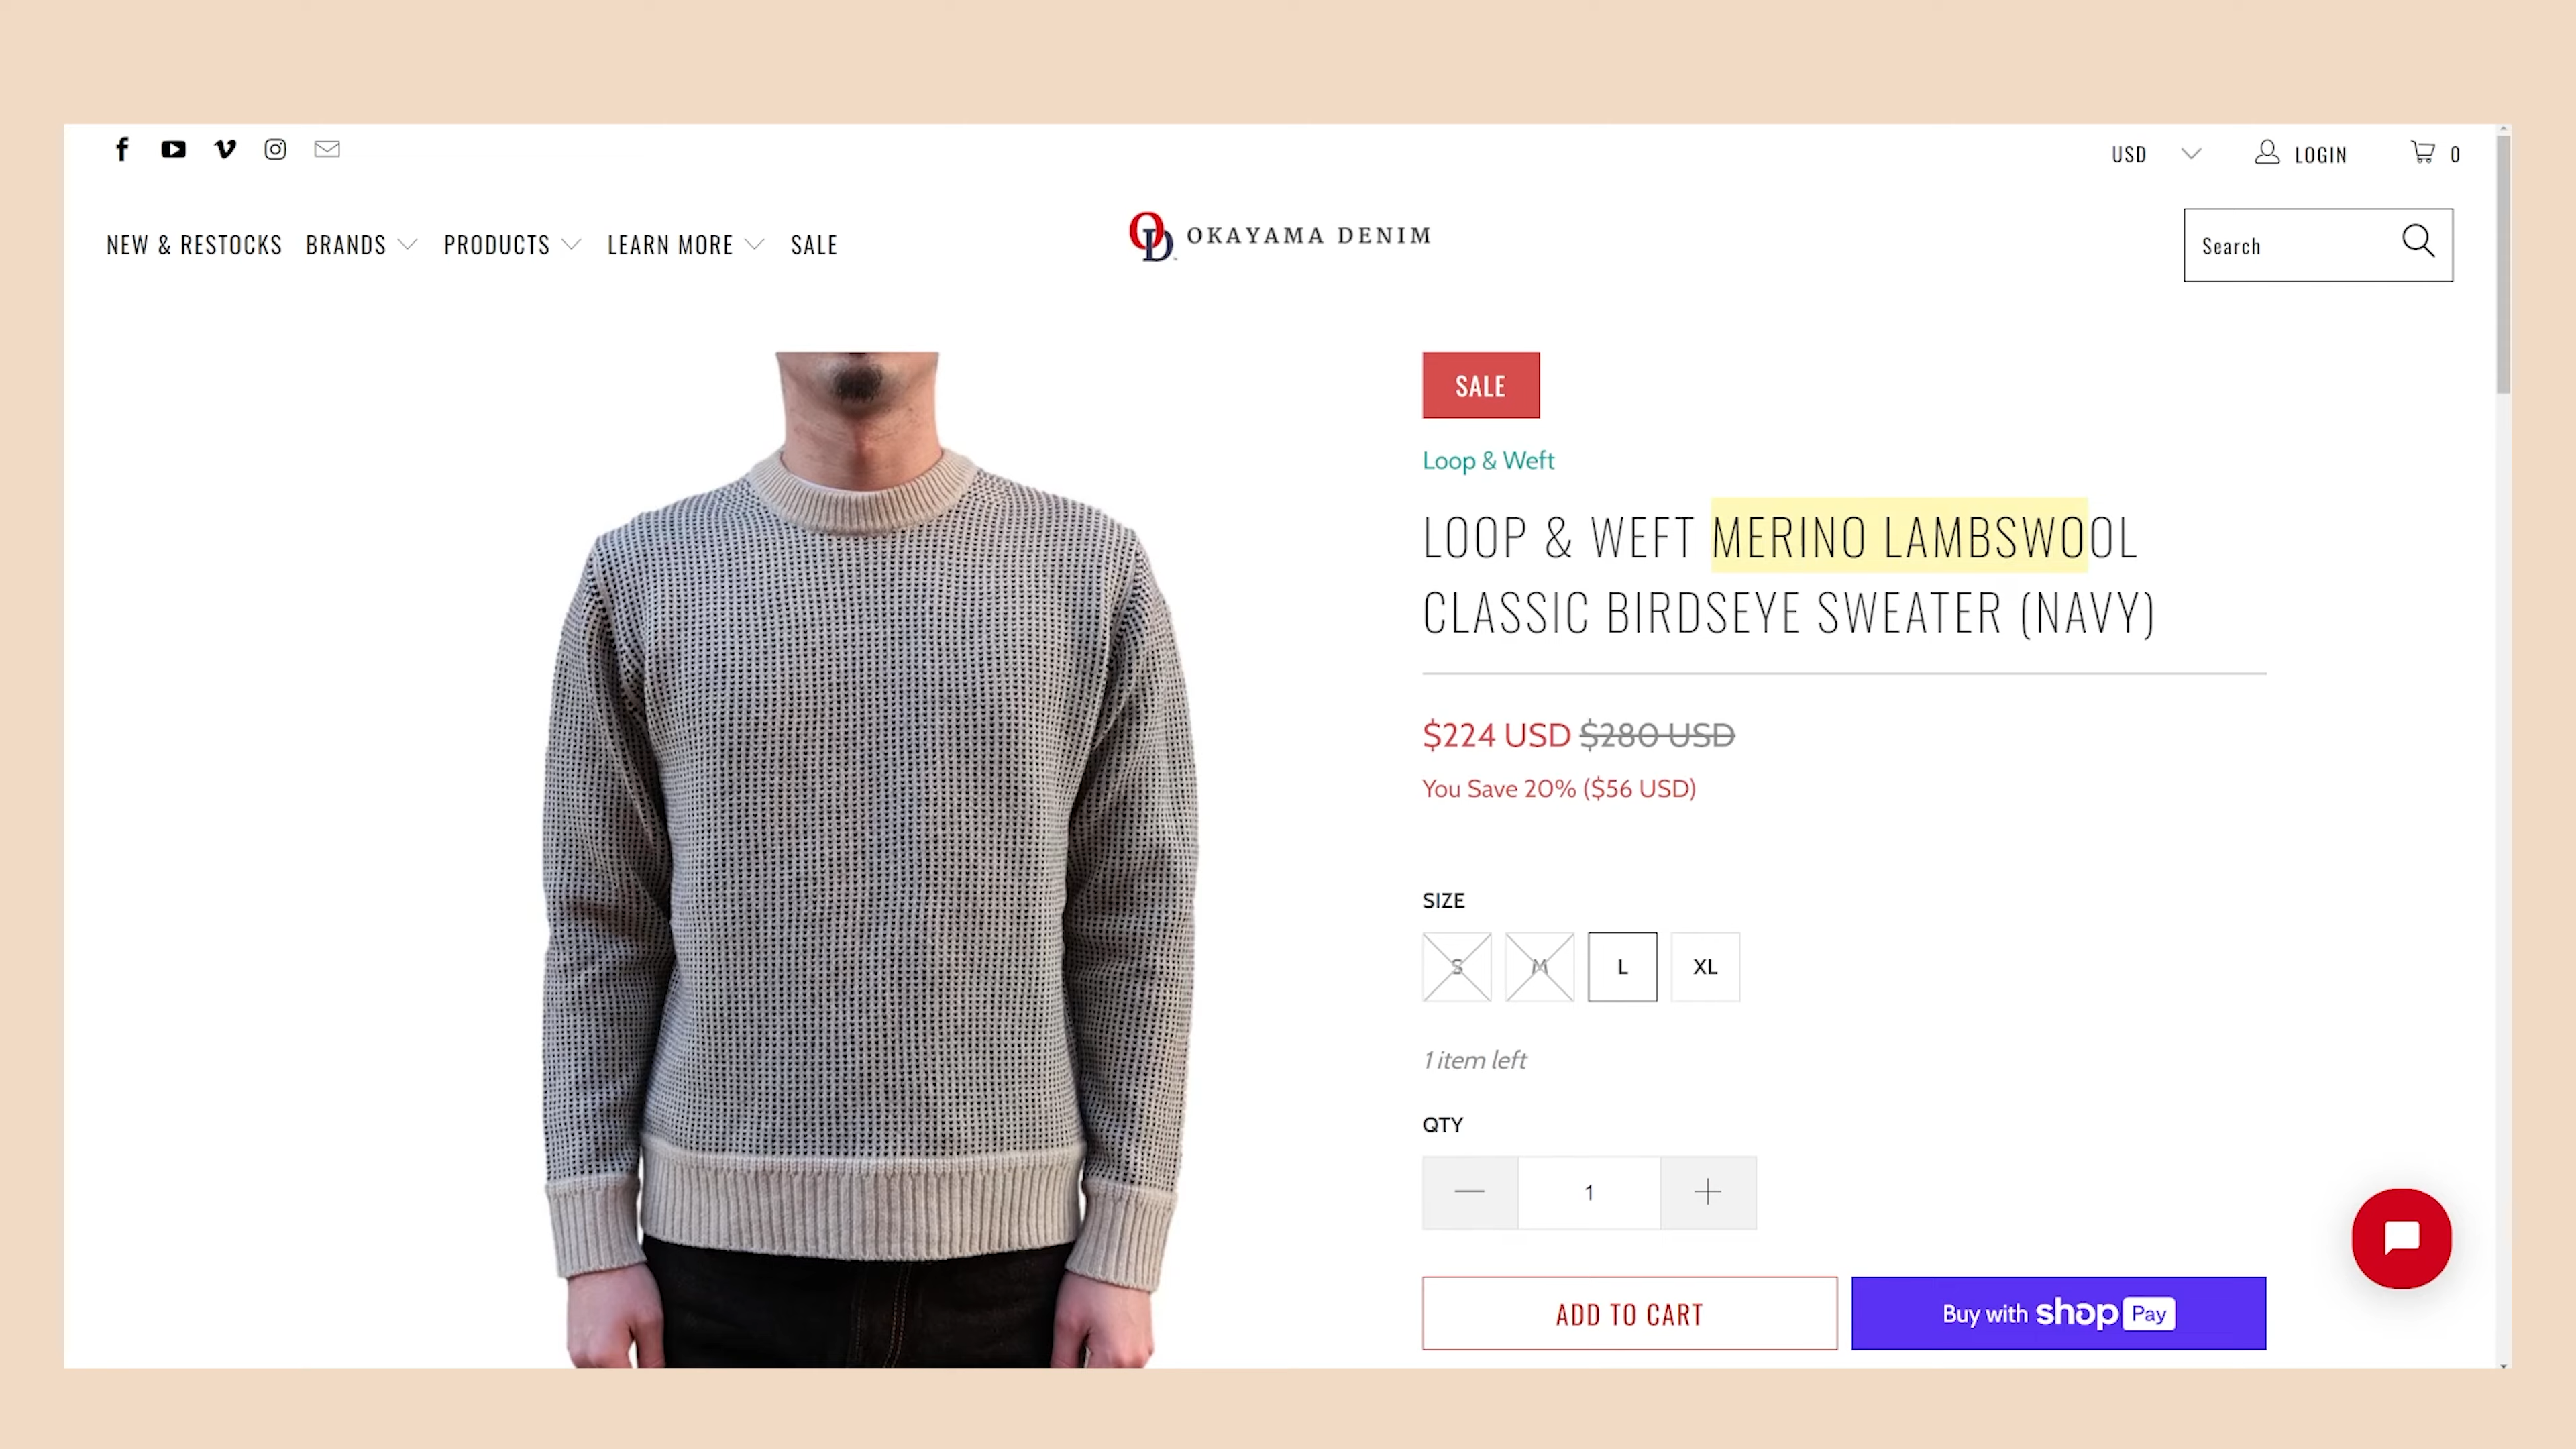 USD
LOGIN
0
NEW & RESTOCKS BRANDS PRODUCTS LEARN MORE SALE
OD OKAYAMA DENIM
Search
SALE
Loop & Weft
LOOP & WEFT MERINO LAMBSWOOL
CLASSIC BIRDSEYE SWEATER (NAVY)
$224 USD $280 USD
You Save 20% ($56 USD)
SIZE
S M L XL
1 item left
QTY
1
ADD TO CART
Buy with shop Pay